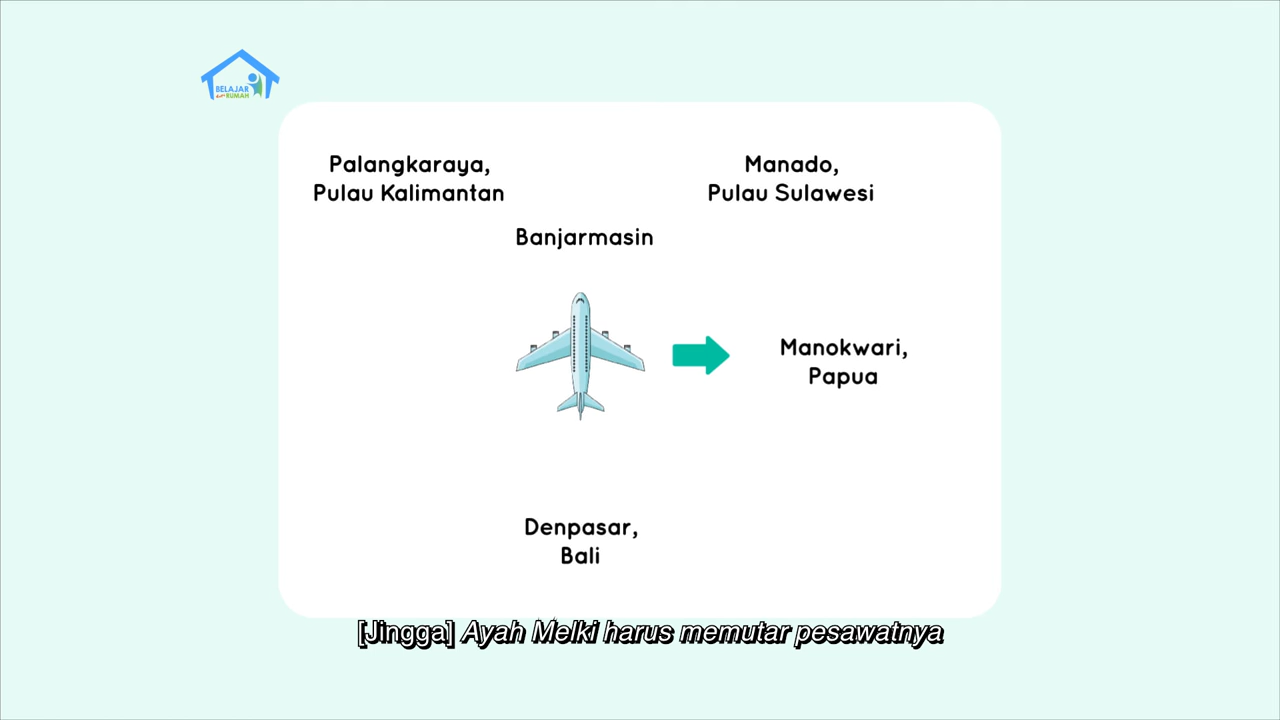 BELAJAR
DARI RUMAH
Palangkaraya,
Pulau Kalimantan
Manado,
Pulau Sulawesi
Banjarmasin
Manokwari,
Papua
Denpasar,
Bali
[Jingga] Ayah Melki harus memutar pesawatnya